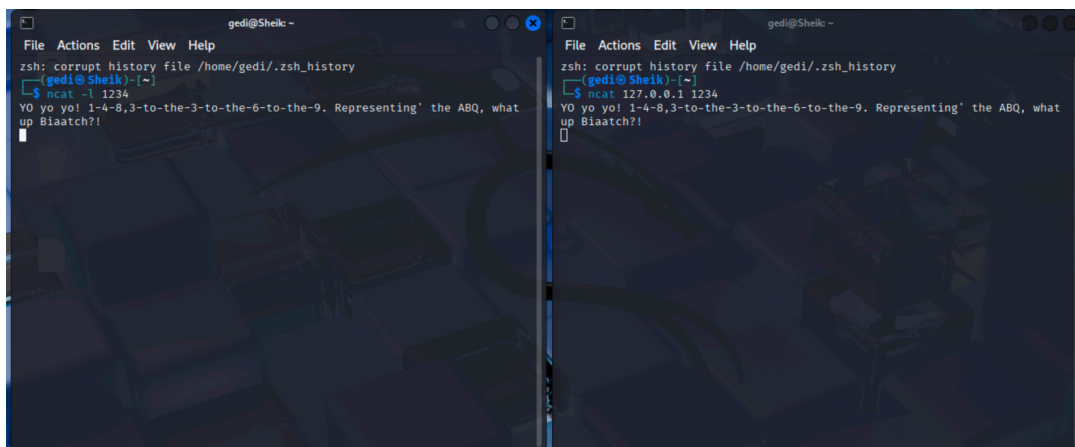 gedi@Sheik: ~
File Actions Edit View Help
zsh: corrupt history file /home/gedi/.zsh_history
┌──(gedi㉿Sheik)-[~]
└─$ ncat -l 1234
YO yo yo! 1-4-8,3-to-the-3-to-the-6-to-the-9. Representing' the ABQ, what
up Biaatch?!
gedi@Sheik: ~
File Actions Edit View Help
zsh: corrupt history file /home/gedi/.zsh_history
┌──(gedi㉿Sheik)-[~]
└─$ ncat 127.0.0.1 1234
YO yo yo! 1-4-8,3-to-the-3-to-the-6-to-the-9. Representing' the ABQ, what
up Biaatch?!